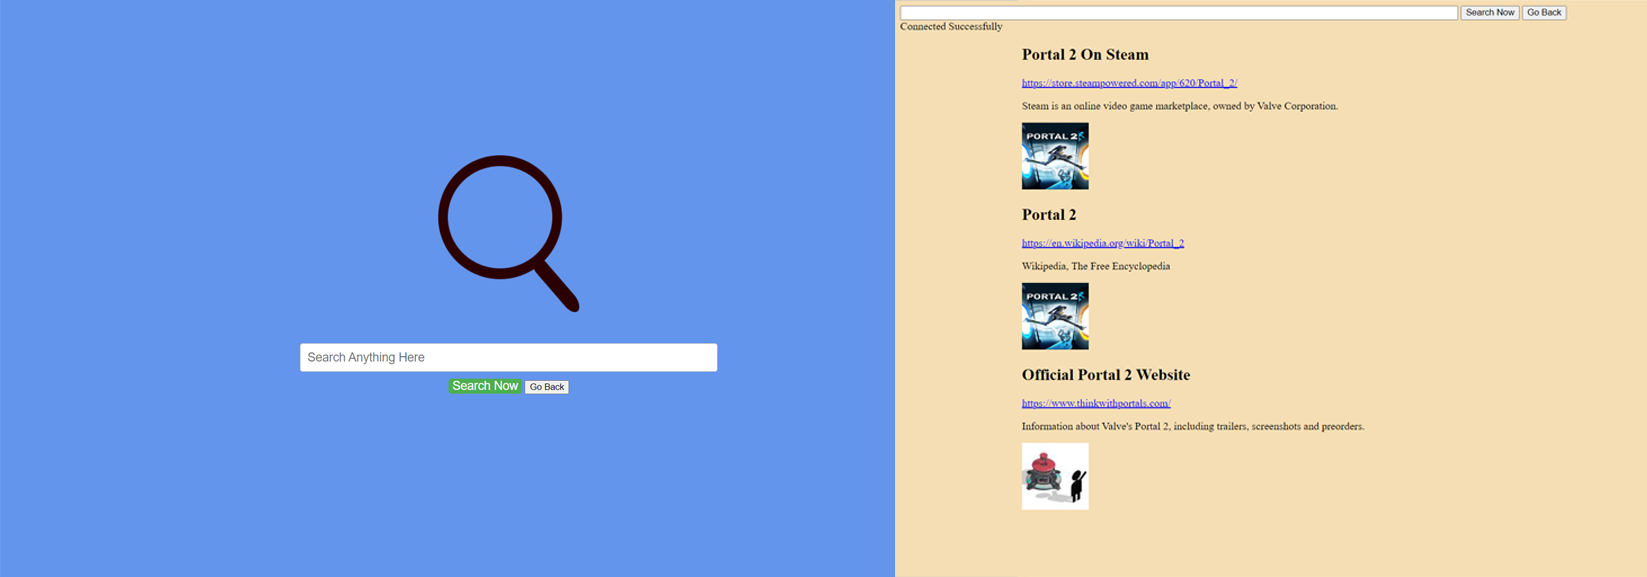 Search Anything Here
Search Now Go Back
Search Now Go Back
Connected Successfully
Portal 2 On Steam
https://store.steampowered.com/app/620/Portal_2/
Steam is an online video game marketplace, owned by Valve Corporation.
PORTAL 2
Portal 2
https://en.wikipedia.org/wiki/Portal_2
Wikipedia, The Free Encyclopedia
PORTAL 2
Official Portal 2 Website
https://www.thinkwithportals.com/
Information about Valve's Portal 2, including trailers, screenshots and preorders.